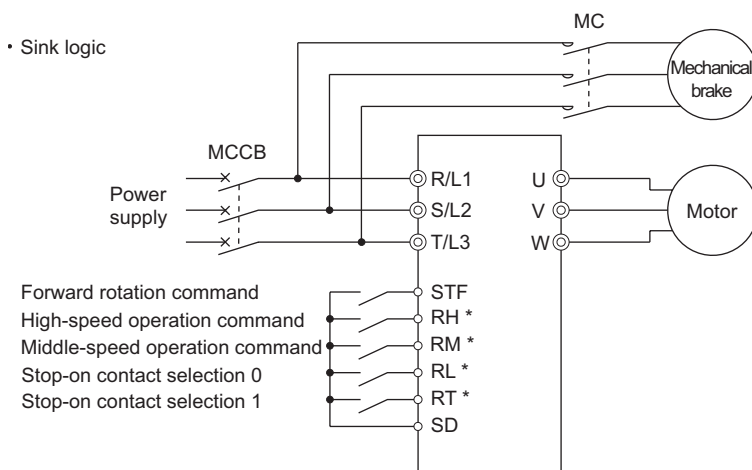 MC
• Sink logic
Mechanical
brake
MCCB
Power
supply
R/L1
S/L2
T/L3
U
V
W
Motor
Forward rotation command
STF
High-speed operation command
RH *
Middle-speed operation command
RM *
Stop-on contact selection 0
RL *
Stop-on contact selection 1
RT *
SD